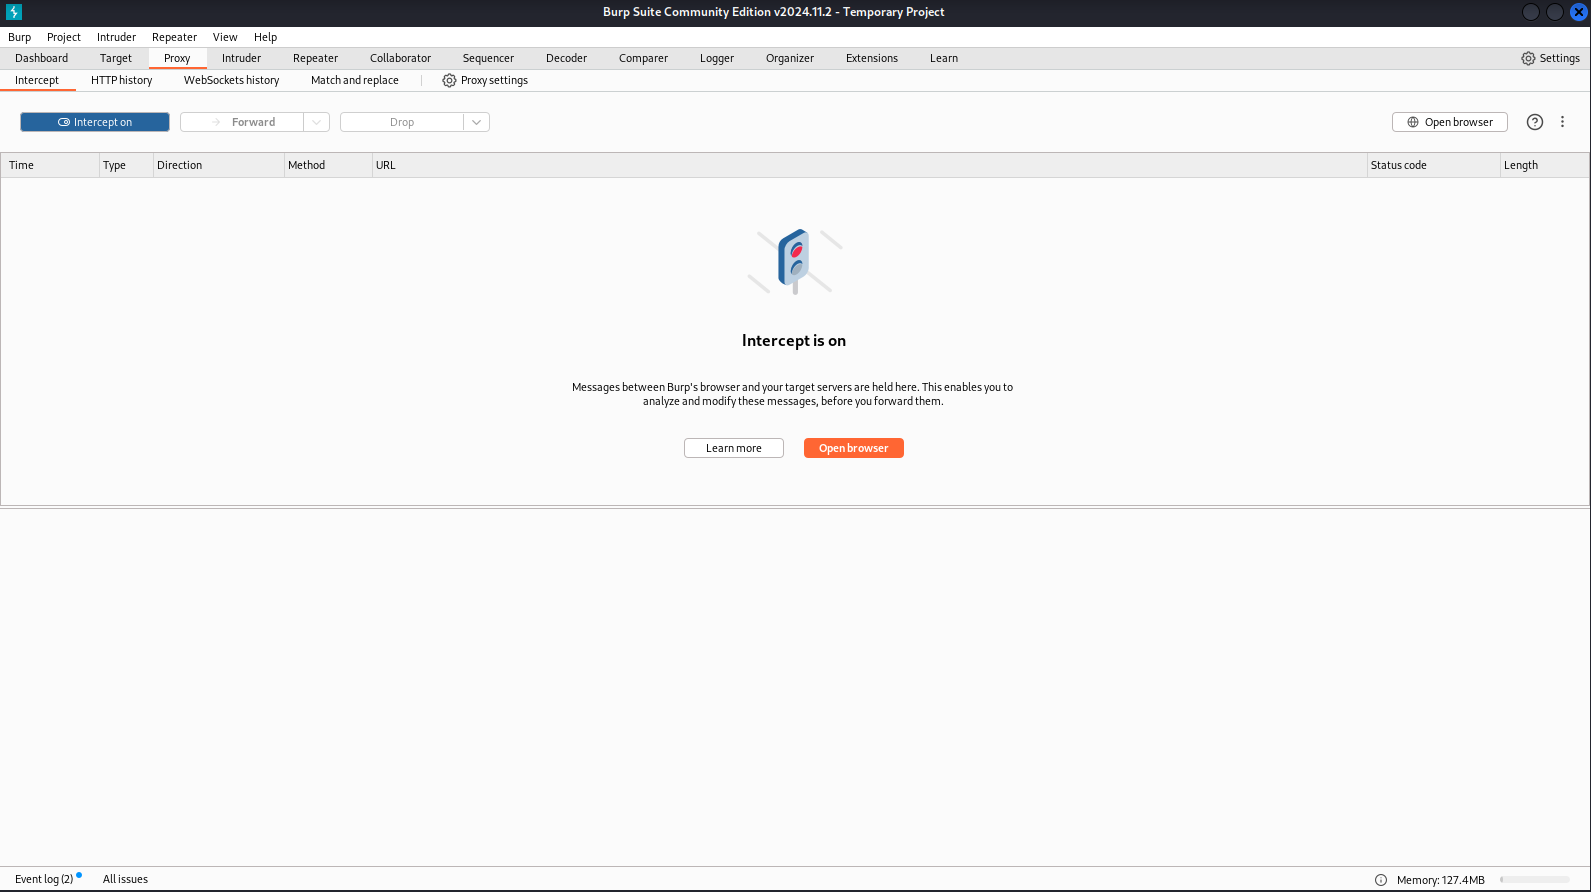 Burp Suite Community Edition v2024.11.2 - Temporary Project
Burp Project Intruder Repeater View Help
Dashboard Target Proxy Intruder Repeater Collaborator Sequencer Decoder Comparer Logger Organizer Extensions Learn Settings
Intercept HTTP history WebSockets history Match and replace Proxy settings
Intercept on Forward Drop Open browser
Time Type Direction Method URL Status code Length
Intercept is on
Messages between Burp's browser and your target servers are held here. This enables you to
analyze and modify these messages, before you forward them.
Learn more Open browser
Event log (2) All issues Memory: 127.4MB